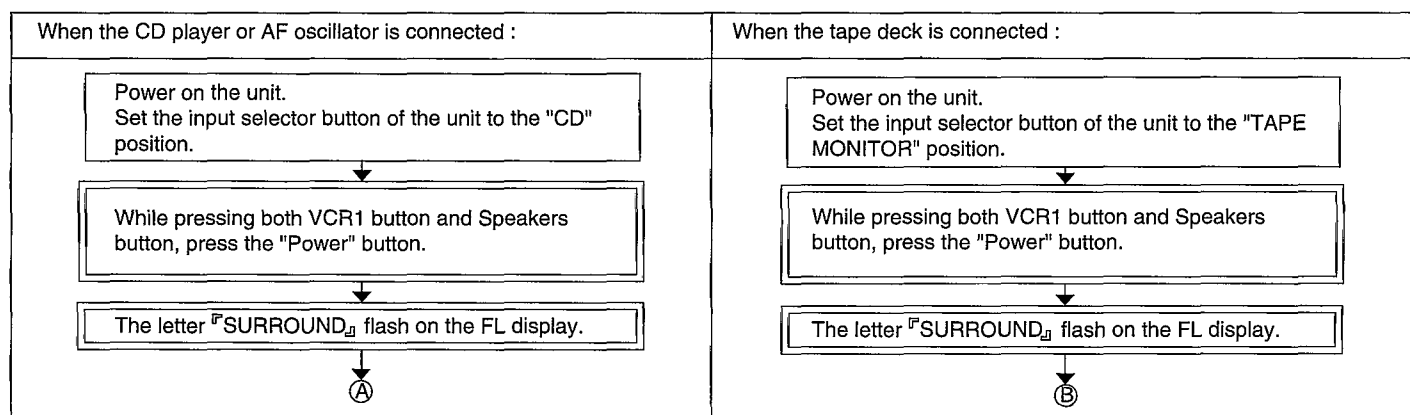 When the CD player or AF oscillator is connected :
Power on the unit.
Set the input selector button of the unit to the "CD"
position.
While pressing both VCR1 button and Speakers
button, press the "Power" button.
The letter『SURROUND』flash on the FL display.
Ⓐ
When the tape deck is connected :
Power on the unit.
Set the input selector button of the unit to the "TAPE
MONITOR" position.
While pressing both VCR1 button and Speakers
button, press the "Power" button.
The letter『SURROUND』flash on the FL display.
Ⓑ